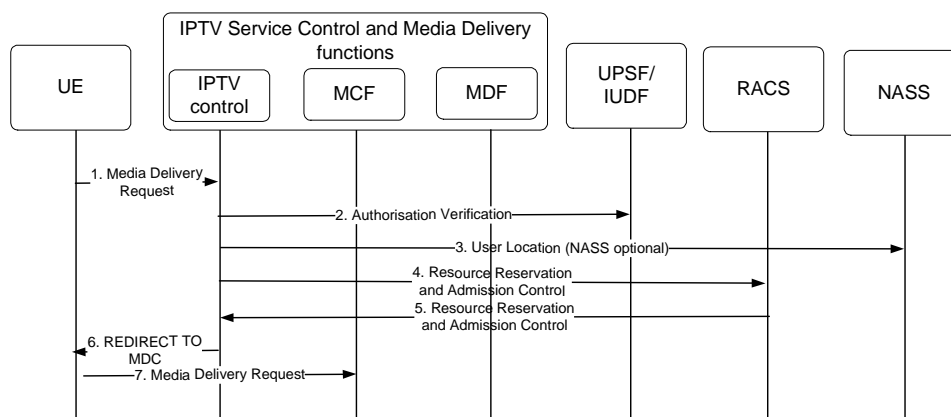 IPTV Service Control and Media Delivery
functions
UE
IPTV
control
MCF
MDF
UPSF/
IUDF
RACS
NASS
1. Media Delivery
Request
2. Authorisation Verification
3. User Location (NASS optional)
4. Resource Reservation
and Admission Control
5. Resource Reservation
and Admission Control
6. REDIRECT TO
MDC
7. Media Delivery Request